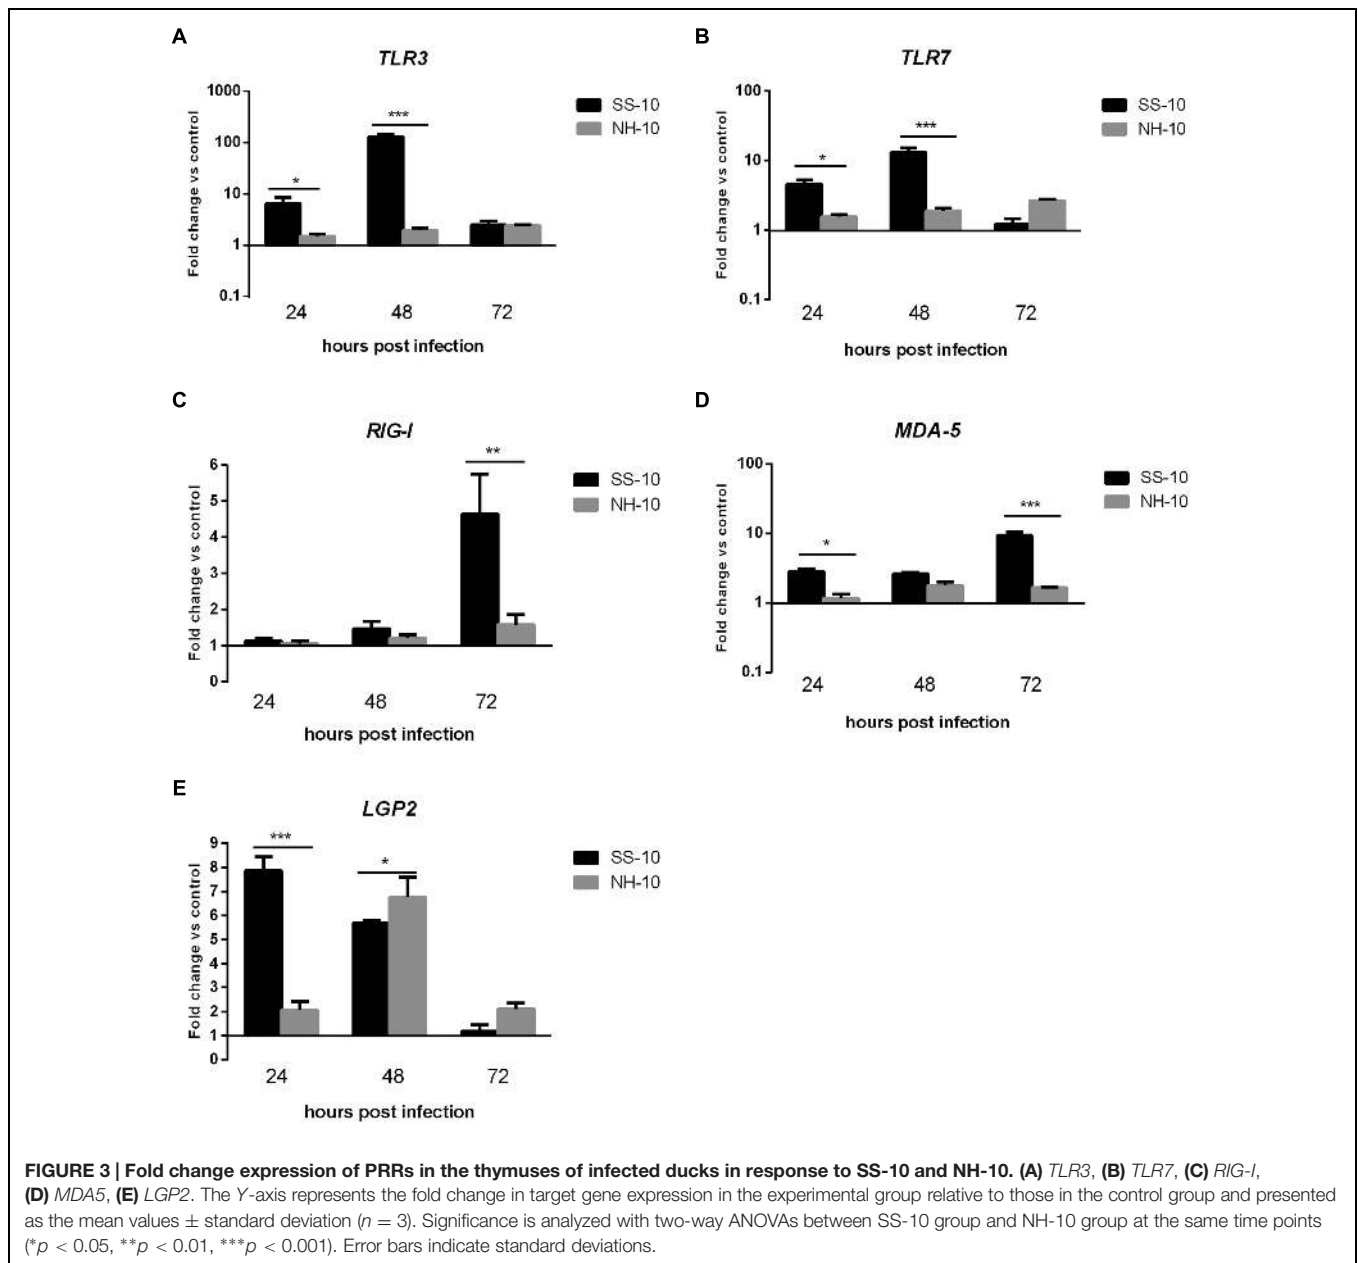 A
TLR3
1000
100
10
1
0.1
Fold change vs control
*
***
SS-10
NH-10
24 48 72
hours post infection
B
TLR7
100
10
1
0.1
Fold change vs control
*
***
SS-10
NH-10
24 48 72
hours post infection
C
RIG-I
6
5
4
3
2
1
0
Fold change vs control
**
SS-10
NH-10
24 48 72
hours post infection
D
MDA-5
100
10
1
0.1
Fold change vs control
*
***
SS-10
NH-10
24 48 72
hours post infection
E
LGP2
9
8
7
6
5
4
3
2
1
0
Fold change vs control
***
*
SS-10
NH-10
24 48 72
hours post infection
FIGURE 3 | Fold change expression of PRRs in the thymuses of infected ducks in response to SS-10 and NH-10. (A) TLR3, (B) TLR7, (C) RIG-I,
(D) MDA5, (E) LGP2. The Y-axis represents the fold change in target gene expression in the experimental group relative to those in the control group and presented
as the mean values ± standard deviation (n = 3). Significance is analyzed with two-way ANOVAs between SS-10 group and NH-10 group at the same time points
(*p < 0.05, **p < 0.01, ***p < 0.001). Error bars indicate standard deviations.